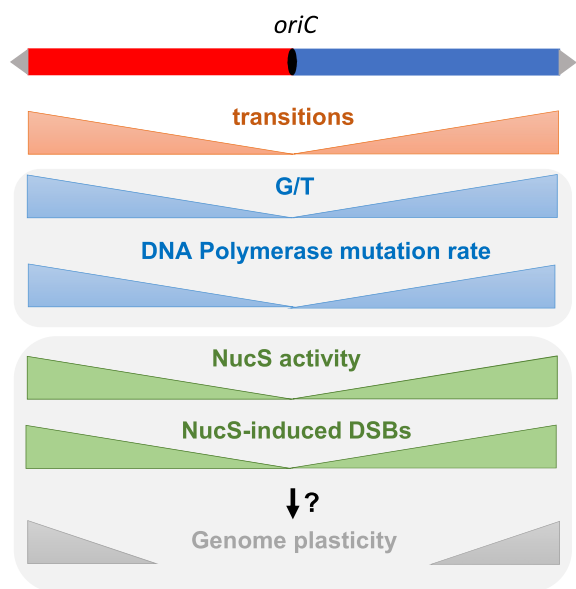 oriC
transitions
G/T
DNA Polymerase mutation rate
NucS activity
NucS-induced DSBs
?
Genome plasticity